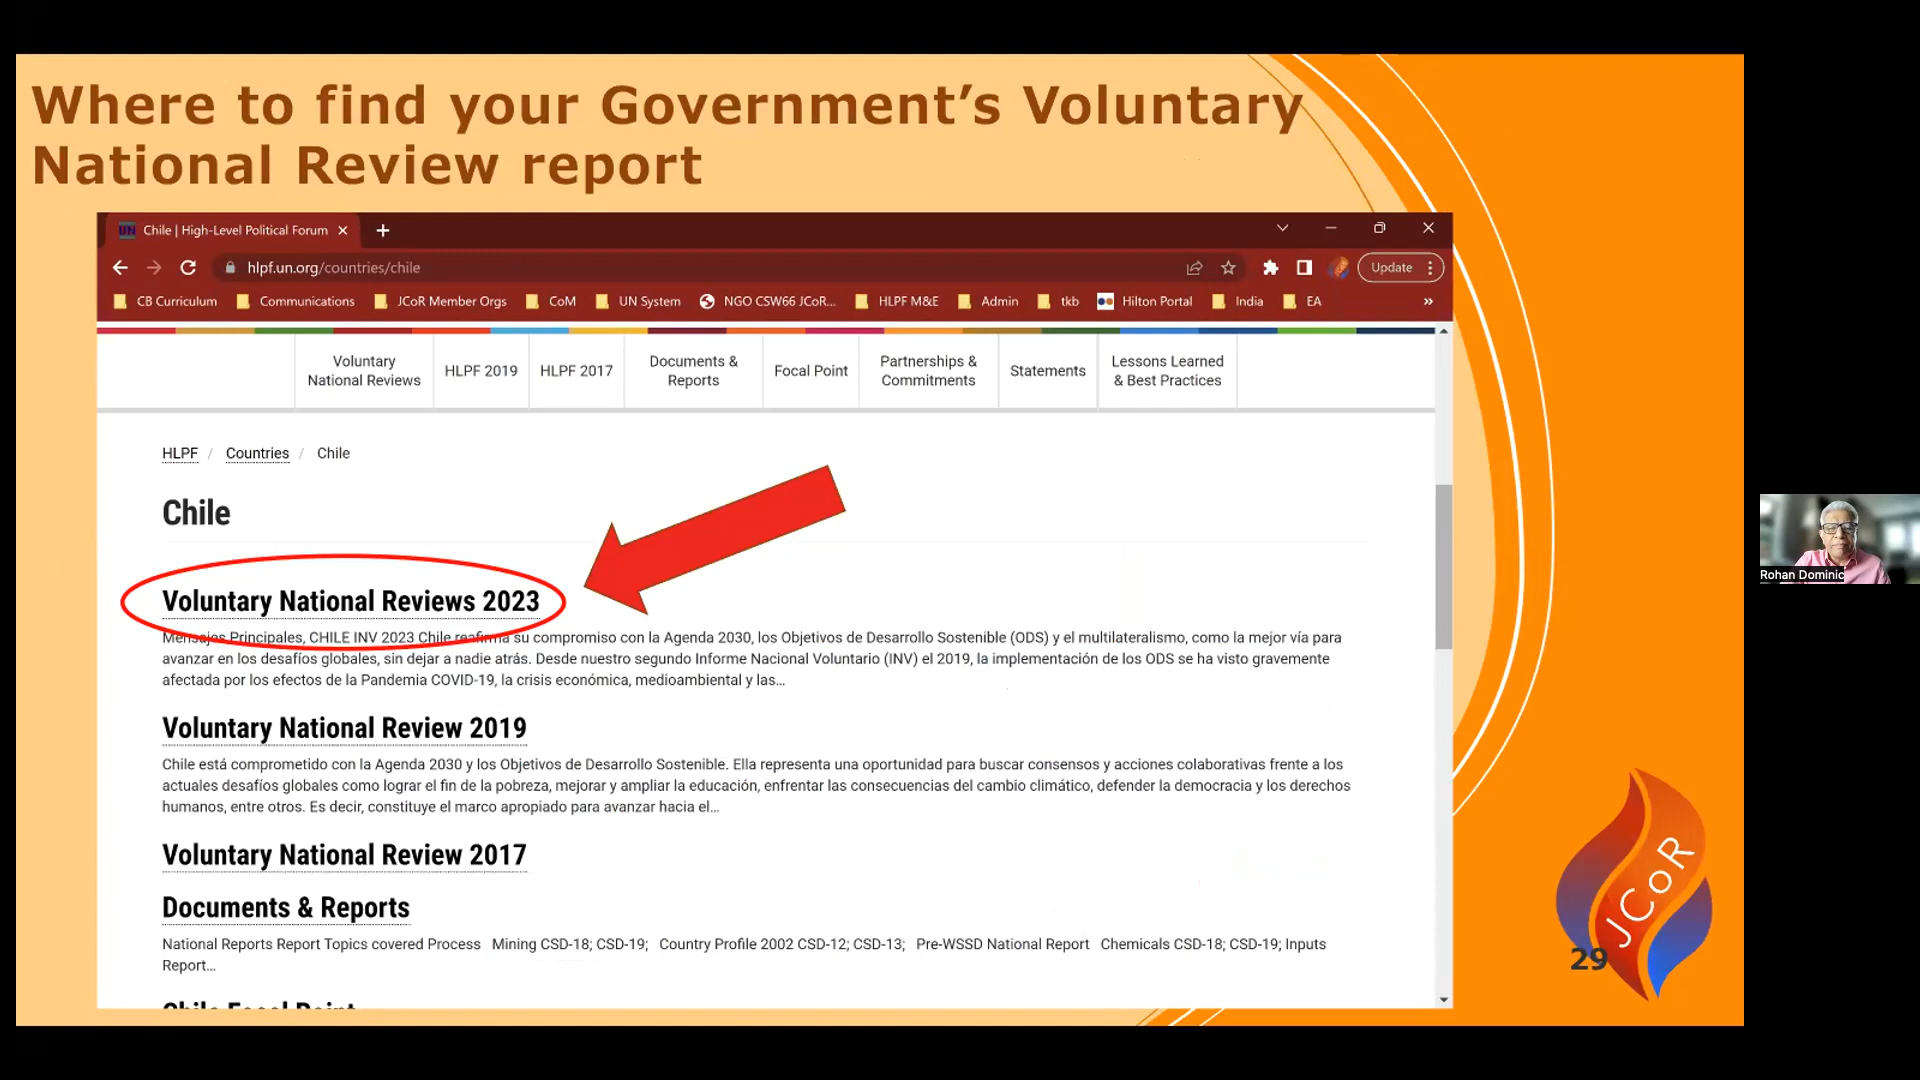 Where to find your Government’s Voluntary
National Review report
UN Chile | High-Level Political Forum
hlpf.un.org/countries/chile
Update
CB Curriculum Communications JCoR Member Orgs CoM UN System NGO CSW66 JCoR... HLPF M&E Admin tkb Hilton Portal India EA
Voluntary
National Reviews
HLPF 2019
HLPF 2017
Documents &
Reports
Focal Point
Partnerships &
Commitments
Statements
Lessons Learned
& Best Practices
HLPF / Countries / Chile
Chile
Voluntary National Reviews 2023
Mensajes Principales, CHILE INV 2023 Chile reafirma su compromiso con la Agenda 2030, los Objetivos de Desarrollo Sostenible (ODS) y el multilateralismo, como la mejor vía para
avanzar en los desafíos globales, sin dejar a nadie atrás. Desde nuestro segundo Informe Nacional Voluntario (INV) el 2019, la implementación de los ODS se ha visto gravemente
afectada por los efectos de la Pandemia COVID-19, la crisis económica, medioambiental y las...
Voluntary National Review 2019
Chile está comprometido con la Agenda 2030 y los Objetivos de Desarrollo Sostenible. Ella representa una oportunidad para buscar consensos y acciones colaborativas frente a los
actuales desafíos globales como lograr el fin de la pobreza, mejorar y ampliar la educación, enfrentar las consecuencias del cambio climático, defender la democracia y los derechos
humanos, entre otros. Es decir, constituye el marco apropiado para avanzar hacia el...
Voluntary National Review 2017
Documents & Reports
National Reports Report Topics covered Process Mining CSD-18; CSD-19; Country Profile 2002 CSD-12; CSD-13; Pre-WSSD National Report Chemicals CSD-18; CSD-19; Inputs
Report...
Chile Focal Point
JCoR
29
Rohan Dominic